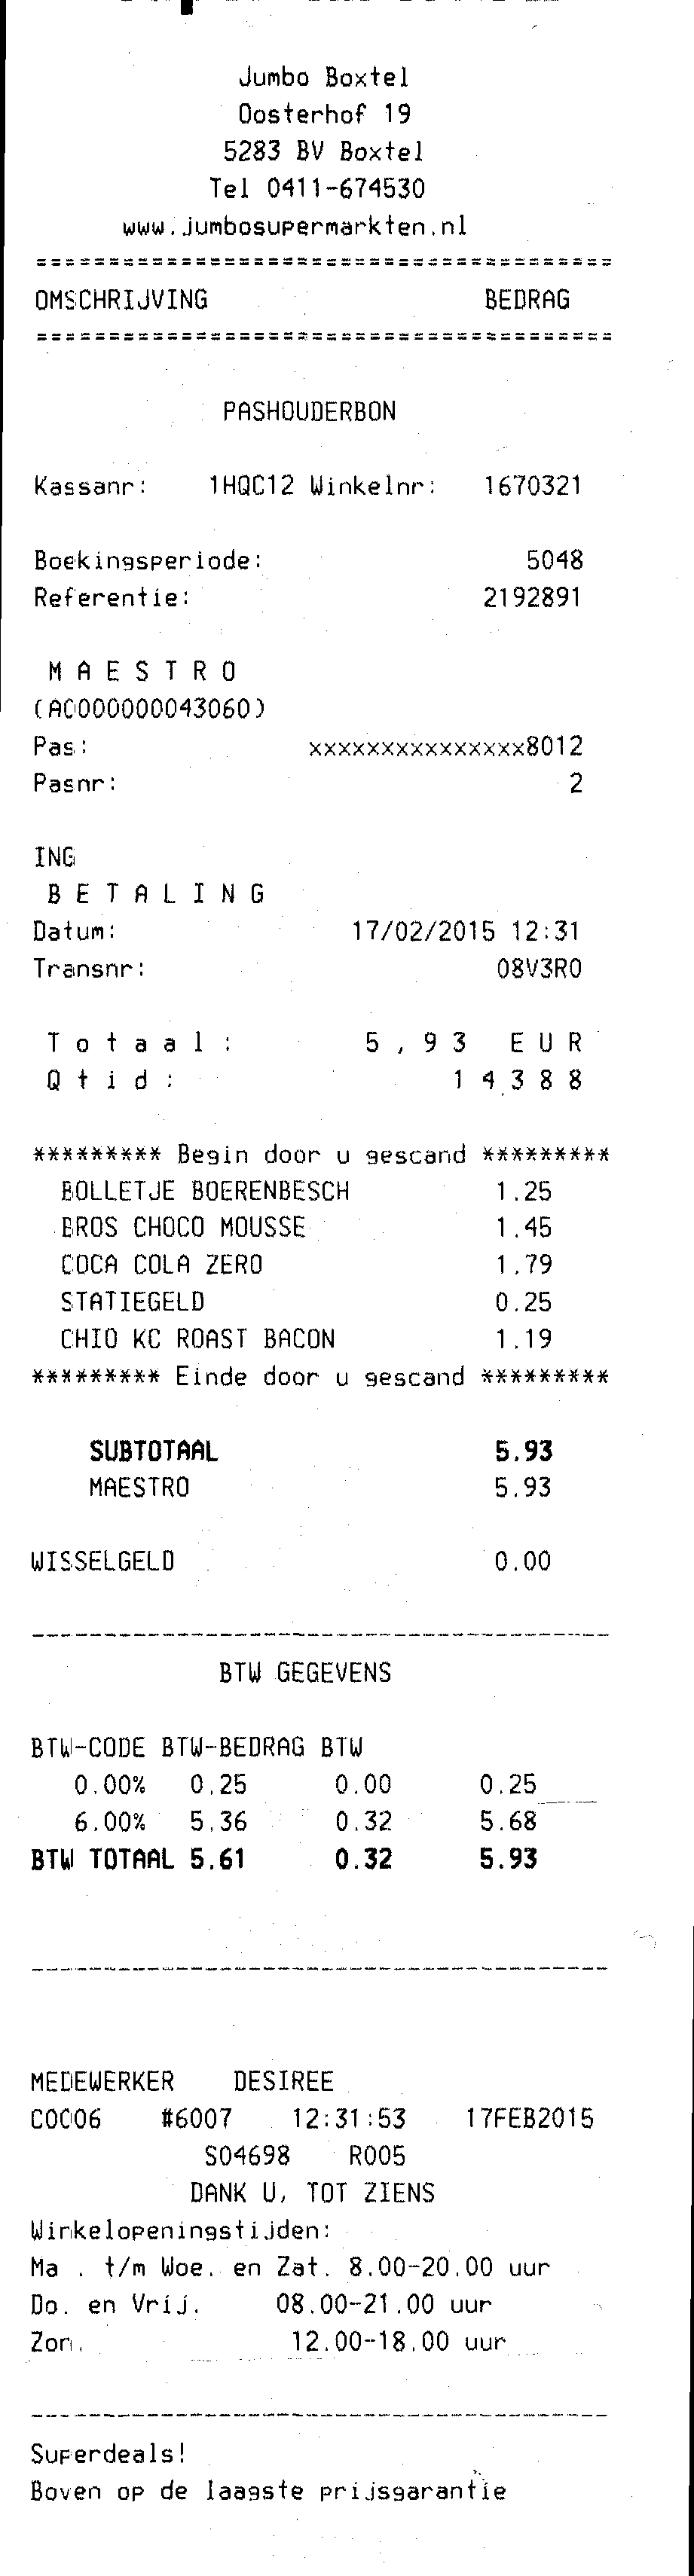 Jumbo Boxtel
Oosterhof 19
5283 BV Boxtel
Tel 0411-674530
www.jumbosupermarkten.nl
========================================
OMSCHRIJVING BEDRAG
========================================
PASHOUDERBON
Kassanr: 1HQC12 Winkelnr: 1670321
Boekingsperiode: 5048
Referentie: 2192891
M A E S T R O
(A0000000043060)
Pas: xxxxxxxxxxxxxxx8012
Pasnr: 2
ING
B E T A L I N G
Datum: 17/02/2015 12:31
Transnr: 08V3R0
T o t a a l : 5 , 9 3 E U R
Q t i d : 1 4 3 8 8
********* Begin door u gescand *********
BOLLETJE BOERENBESCH 1.25
BROS CHOCO MOUSSE 1.45
COCA COLA ZERO 1.79
STATIEGELD 0.25
CHIO KC ROAST BACON 1.19
********* Einde door u gescand *********
SUBTOTAAL 5.93
MAESTRO 5.93
WISSELGELD 0.00
----------------------------------------
BTW GEGEVENS
BTW-CODE BTW-BEDRAG BTW
0.00% 0.25 0.00 0.25
6.00% 5.36 0.32 5.68
BTW TOTAAL 5.61 0.32 5.93
----------------------------------------
MEDEWERKER DESIREE
C0C06 #6007 12:31:53 17FEB2015
S04698 R005
DANK U, TOT ZIENS
Winkelopeningstijden:
Ma . t/m Woe. en Zat. 8.00-20.00 uur
Do. en Vrij. 08.00-21.00 uur
Zon. 12.00-18.00 uur
----------------------------------------
Superdeals!
Boven op de laagste prijsgarantie